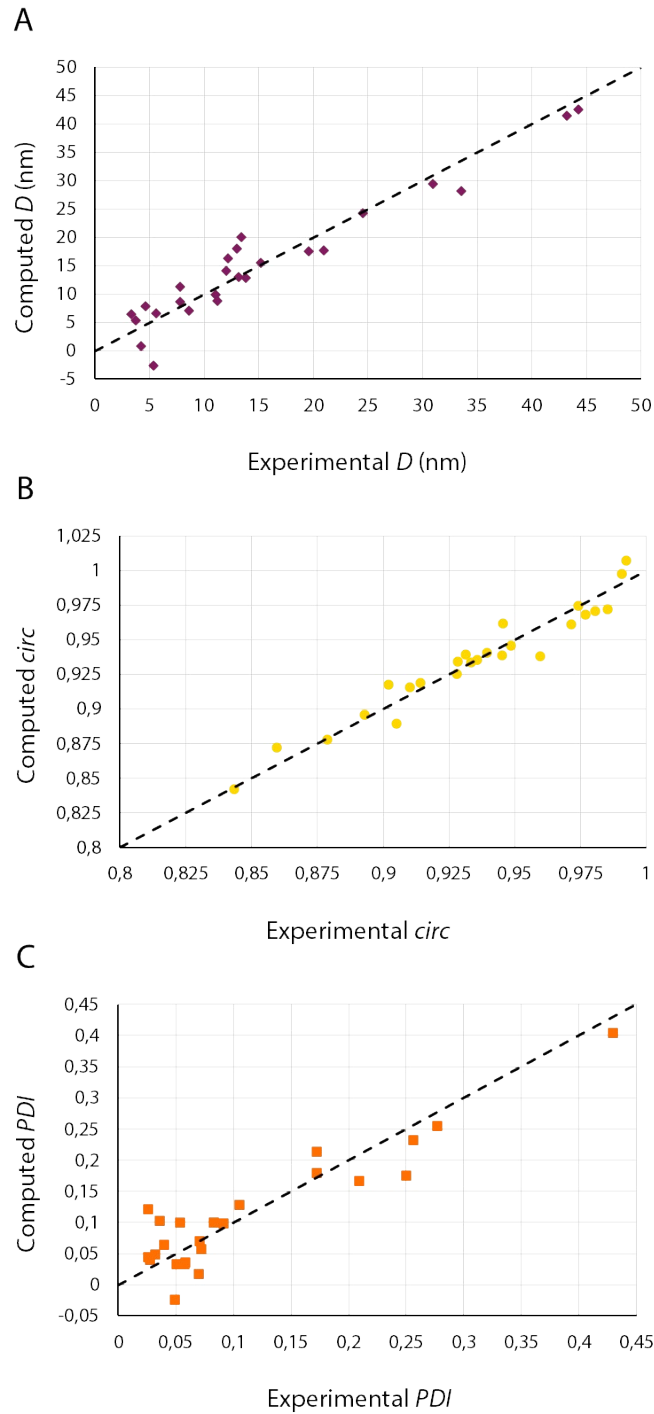 A
50
45
40
35
30
25
20
15
10
5
0
-5
Computed D (nm)
0 5 10 15 20 25 30 35 40 45 50
Experimental D (nm)
B
1,025
1
0,975
0,95
0,925
0,9
0,875
0,85
0,825
0,8
Computed circ
0,8 0,825 0,85 0,875 0,9 0,925 0,95 0,975 1
Experimental circ
C
0,45
0,4
0,35
0,3
0,25
0,2
0,15
0,1
0,05
0
-0,05
Computed PDI
0 0,05 0,1 0,15 0,2 0,25 0,3 0,35 0,4 0,45
Experimental PDI